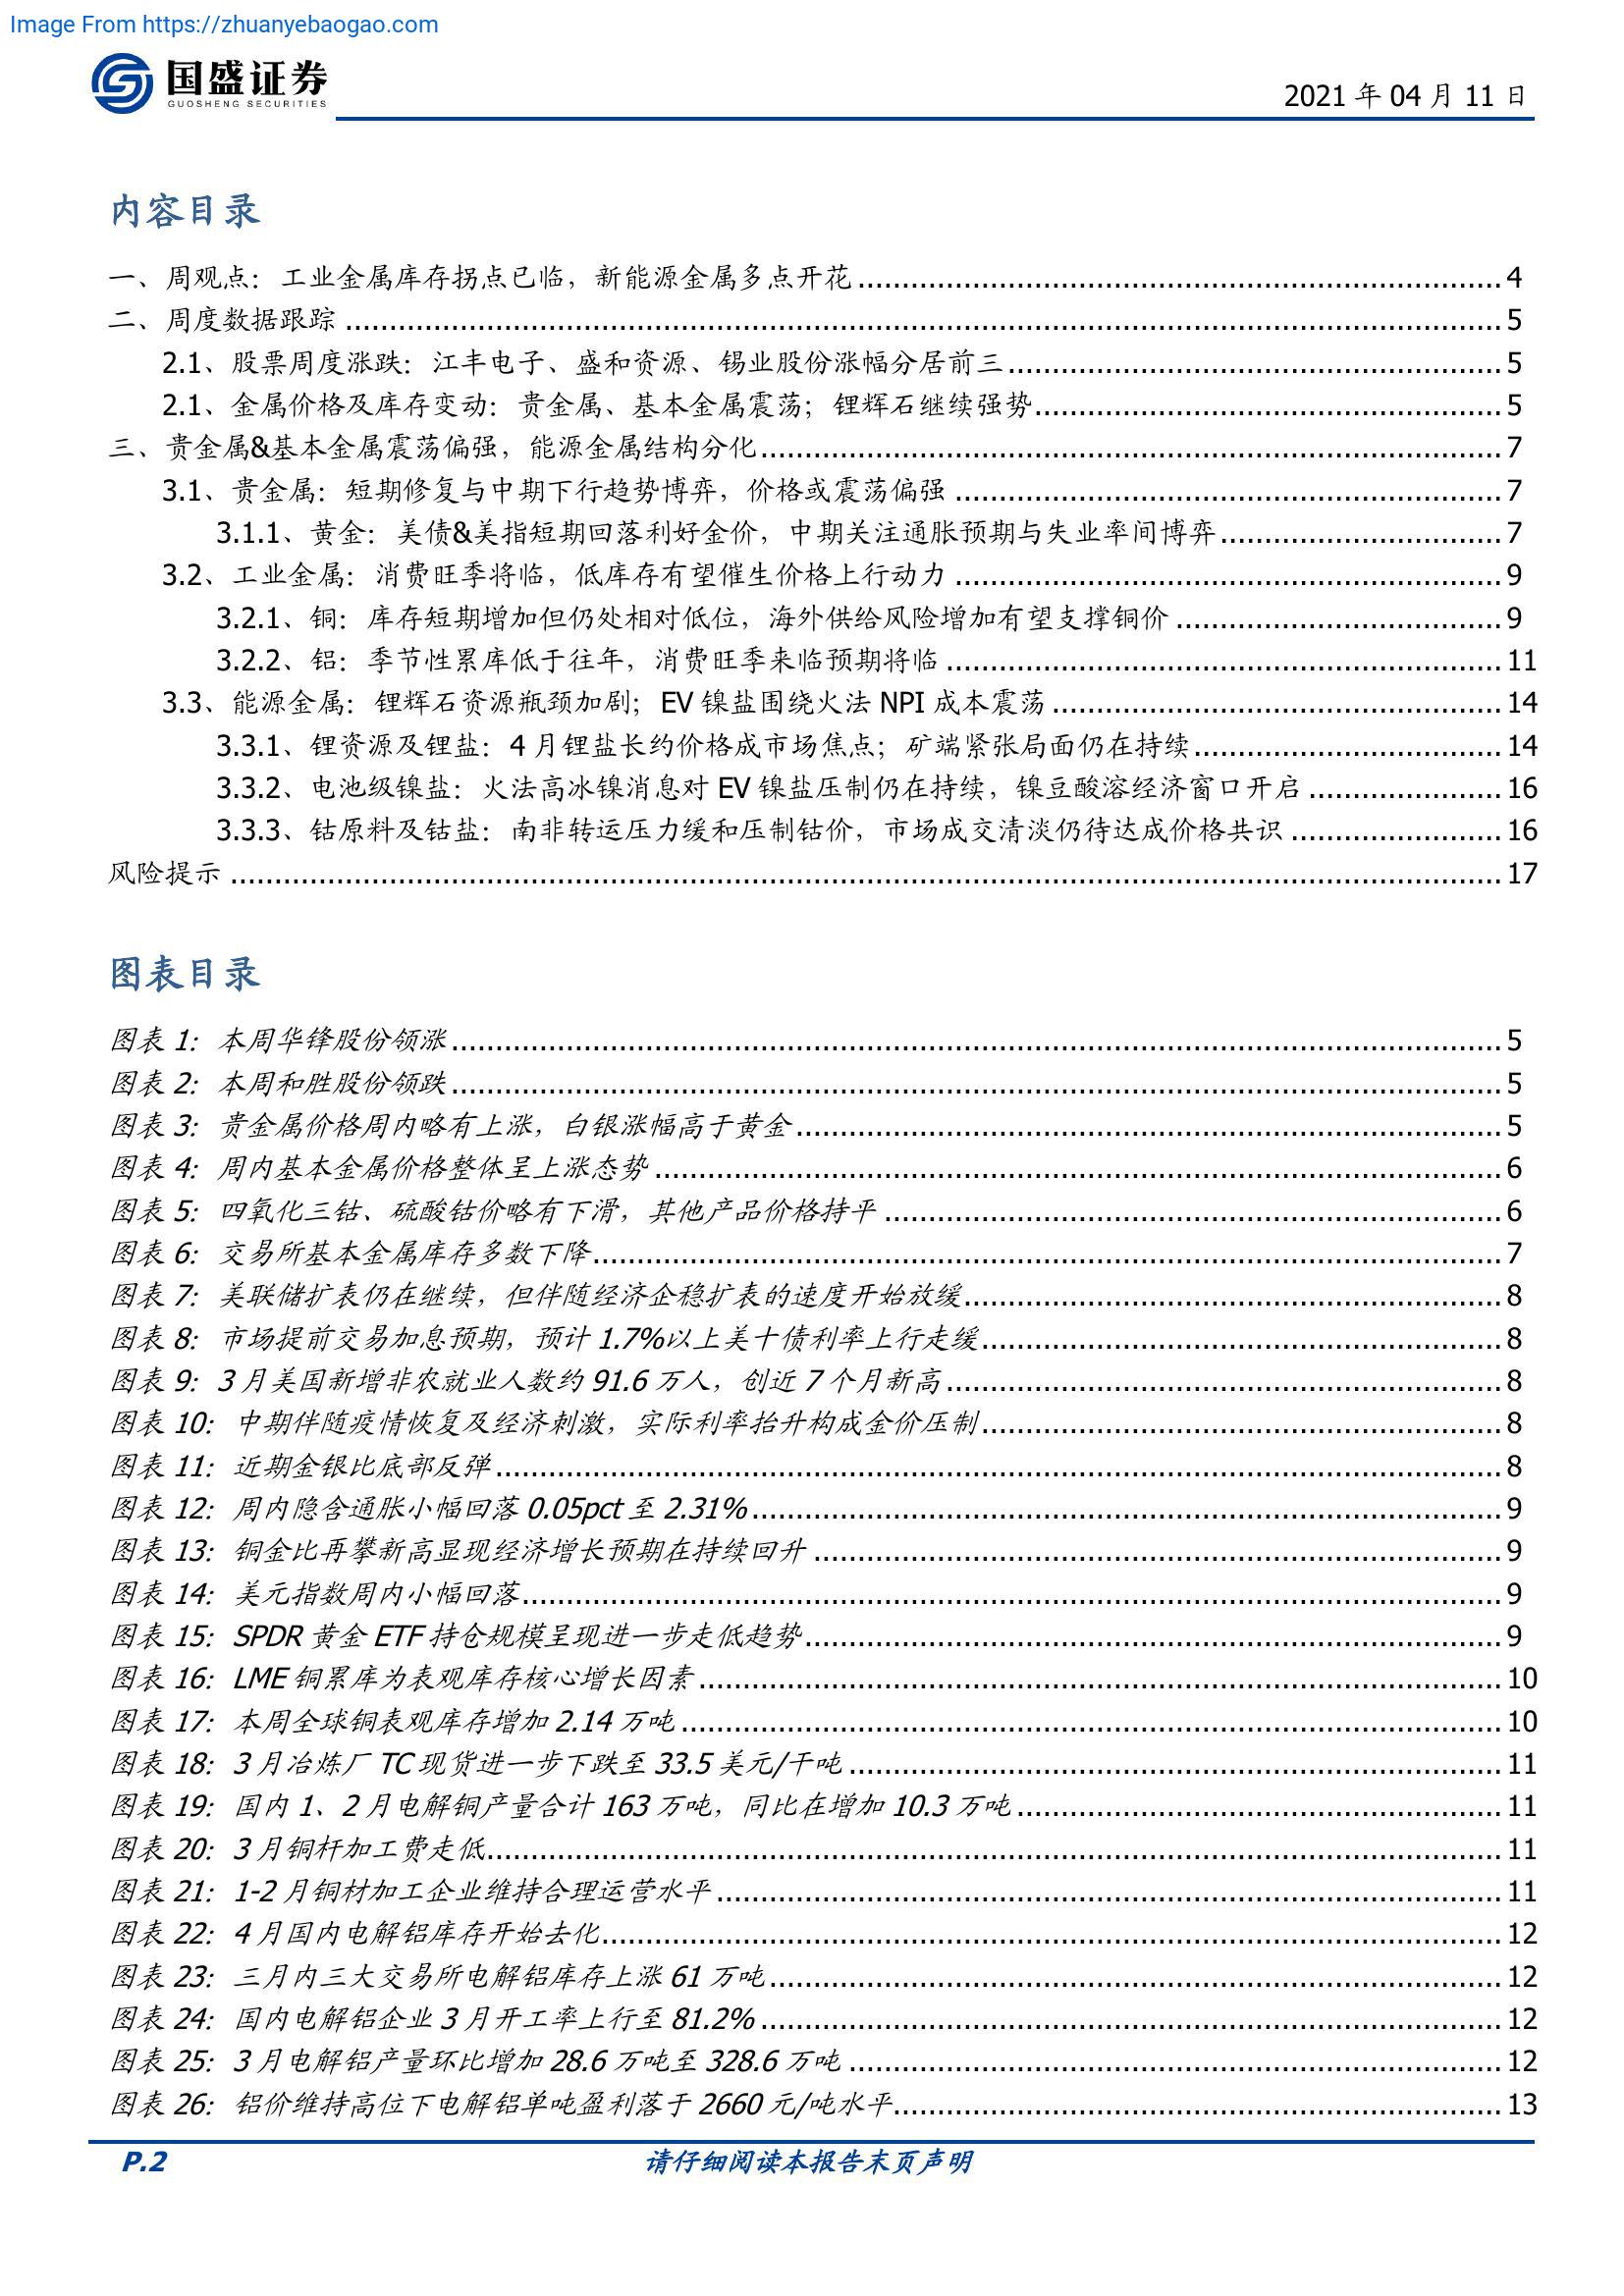 Image From https://zhuanyebaogao.com
国盛证券
GUOSHENG SECURITIES
2021 年 04 月 11 日
内容目录
一、周观点：工业金属库存拐点已临，新能源金属多点开花 4
二、周度数据跟踪 5
2.1、股票周度涨跌：江丰电子、盛和资源、锡业股份涨幅分居前三 5
2.1、金属价格及库存变动：贵金属、基本金属震荡；锂辉石继续强势 5
三、贵金属&基本金属震荡偏强，能源金属结构分化 7
3.1、贵金属：短期修复与中期下行趋势博弈，价格或震荡偏强 7
3.1.1、黄金：美债&美指短期回落利好金价，中期关注通胀预期与失业率间博弈 7
3.2、工业金属：消费旺季将临，低库存有望催生价格上行动力 9
3.2.1、铜：库存短期增加但仍处相对低位，海外供给风险增加有望支撑铜价 9
3.2.2、铝：季节性累库低于往年，消费旺季来临预期将临 11
3.3、能源金属：锂辉石资源瓶颈加剧；EV 镍盐围绕火法 NPI 成本震荡 14
3.3.1、锂资源及锂盐：4 月锂盐长约价格成市场焦点；矿端紧张局面仍在持续 14
3.3.2、电池级镍盐：火法高冰镍消息对 EV 镍盐压制仍在持续，镍豆酸溶经济窗口开启 16
3.3.3、钴原料及钴盐：南非转运压力缓和压制钴价，市场成交清淡仍待达成价格共识 16
风险提示 17
图表目录
图表 1：本周华锋股份领涨 5
图表 2：本周和胜股份领跌 5
图表 3：贵金属价格周内略有上涨，白银涨幅高于黄金 5
图表 4：周内基本金属价格整体呈上涨态势 6
图表 5：四氧化三钴、硫酸钴价略有下滑，其他产品价格持平 6
图表 6：交易所基本金属库存多数下降 7
图表 7：美联储扩表仍在继续，但伴随经济企稳扩表的速度开始放缓 8
图表 8：市场提前交易加息预期，预计 1.7%以上美十债利率上行走缓 8
图表 9：3 月美国新增非农就业人数约 91.6 万人，创近 7 个月新高 8
图表 10：中期伴随疫情恢复及经济刺激，实际利率抬升构成金价压制 8
图表 11：近期金银比底部反弹 8
图表 12：周内隐含通胀小幅回落 0.05pct 至 2.31% 9
图表 13：铜金比再攀新高显现经济增长预期在持续回升 9
图表 14：美元指数周内小幅回落 9
图表 15：SPDR 黄金 ETF 持仓规模呈现进一步走低趋势 9
图表 16：LME 铜累库为表观库存核心增长因素 10
图表 17：本周全球铜表观库存增加 2.14 万吨 10
图表 18：3 月冶炼厂 TC 现货进一步下跌至 33.5 美元/干吨 11
图表 19：国内 1、2 月电解铜产量合计 163 万吨，同比在增加 10.3 万吨 11
图表 20：3 月铜杆加工费走低 11
图表 21：1-2 月铜材加工企业维持合理运营水平 11
图表 22：4 月国内电解铝库存开始去化 12
图表 23：三月内三大交易所电解铝库存上涨 61 万吨 12
图表 24：国内电解铝企业 3 月开工率上行至 81.2% 12
图表 25：3 月电解铝产量环比增加 28.6 万吨至 328.6 万吨 12
图表 26：铝价维持高位下电解铝单吨盈利落于 2660 元/吨水平 13
P.2 请仔细阅读本报告末页声明